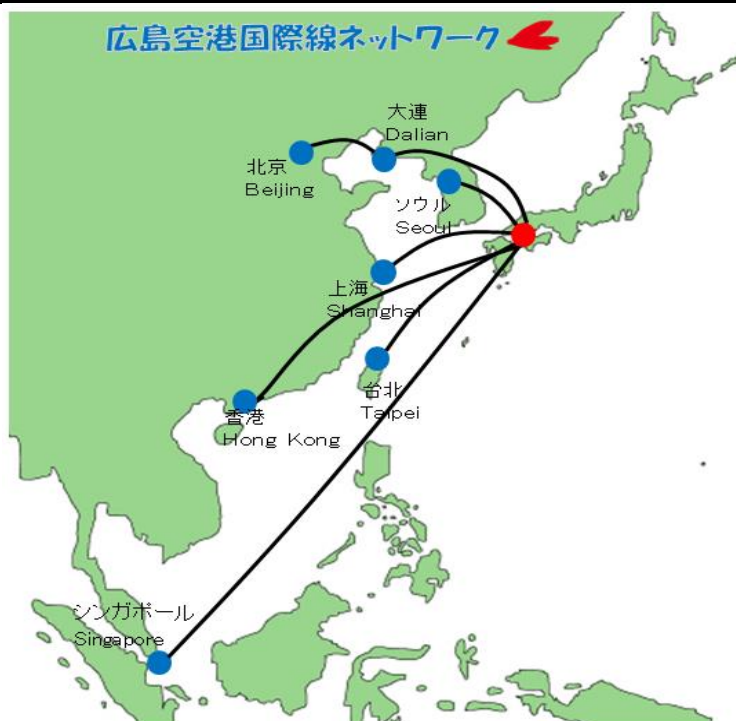 広島空港国際線ネットワーク
大連
Dalian
北京
Beijing
ソウル
Seoul
上海
Shanghai
台北
Taipei
香港
Hong Kong
シンガポール
Singapore